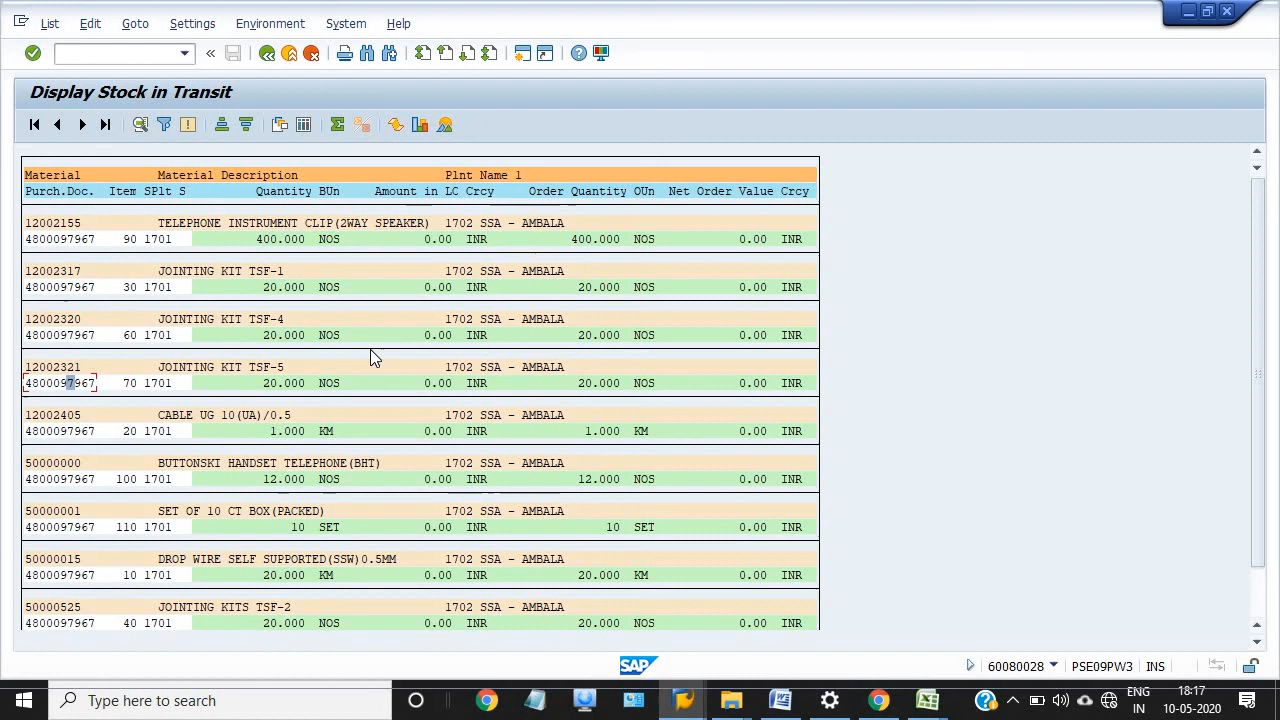 List Edit Goto Settings Environment System Help
Display Stock in Transit
Material Material Description Plnt Name 1
Purch.Doc. Item SPlt S Quantity BUn Amount in LC Crcy Order Quantity OUn Net Order Value Crcy
12002155 TELEPHONE INSTRUMENT CLIP(2WAY SPEAKER) 1702 SSA - AMBALA
4800097967 90 1701 400.000 NOS 0.00 INR 400.000 NOS 0.00 INR
12002317 JOINTING KIT TSF-1 1702 SSA - AMBALA
4800097967 30 1701 20.000 NOS 0.00 INR 20.000 NOS 0.00 INR
12002320 JOINTING KIT TSF-4 1702 SSA - AMBALA
4800097967 60 1701 20.000 NOS 0.00 INR 20.000 NOS 0.00 INR
12002321 JOINTING KIT TSF-5 1702 SSA - AMBALA
4800097967 70 1701 20.000 NOS 0.00 INR 20.000 NOS 0.00 INR
12002405 CABLE UG 10(UA)/0.5 1702 SSA - AMBALA
4800097967 20 1701 1.000 KM 0.00 INR 1.000 KM 0.00 INR
50000000 BUTTONSKI HANDSET TELEPHONE(BHT) 1702 SSA - AMBALA
4800097967 100 1701 12.000 NOS 0.00 INR 12.000 NOS 0.00 INR
50000001 SET OF 10 CT BOX(PACKED) 1702 SSA - AMBALA
4800097967 110 1701 10 SET 0.00 INR 10 SET 0.00 INR
50000015 DROP WIRE SELF SUPPORTED(SSW)0.5MM 1702 SSA - AMBALA
4800097967 10 1701 20.000 KM 0.00 INR 20.000 KM 0.00 INR
50000525 JOINTING KITS TSF-2 1702 SSA - AMBALA
4800097967 40 1701 20.000 NOS 0.00 INR 20.000 NOS 0.00 INR
SAP 60080028 PSE09PW3 INS
Type here to search
ENG 18:17
IN 10-05-2020